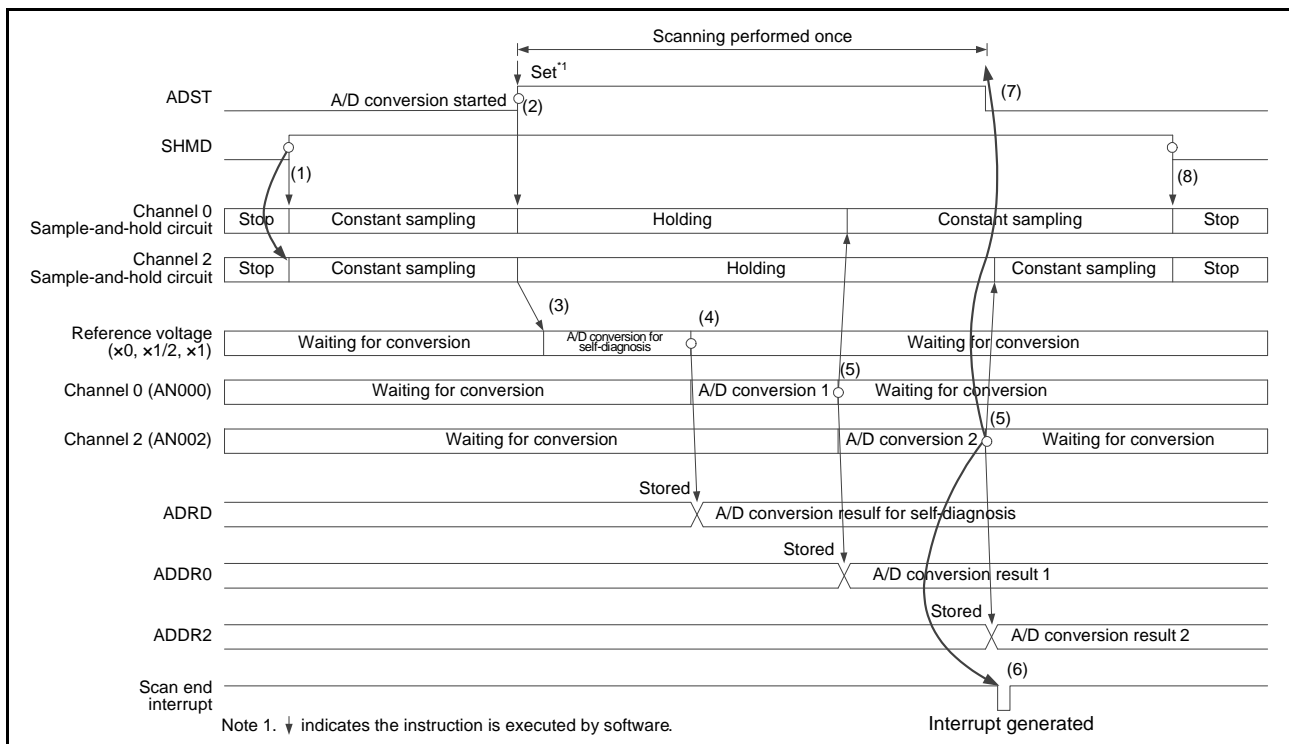 Scanning performed once
Set*1
ADST
A/D conversion started
(2)
(7)
SHMD
(1)
(8)
Channel 0
Sample-and-hold circuit
Stop
Constant sampling
Holding
Constant sampling
Stop
Channel 2
Sample-and-hold circuit
Stop
Constant sampling
Holding
Constant sampling
Stop
(3)
(4)
Reference voltage
(×0, ×1/2, ×1)
Waiting for conversion
A/D conversion for
self-diagnosis
Waiting for conversion
(5)
Channel 0 (AN000)
Waiting for conversion
A/D conversion 1
Waiting for conversion
(5)
Channel 2 (AN002)
Waiting for conversion
A/D conversion 2
Waiting for conversion
Stored
ADRD
A/D conversion resulf for self-diagnosis
Stored
ADDR0
A/D conversion result 1
Stored
ADDR2
A/D conversion result 2
(6)
Scan end
interrupt
Interrupt generated
Note 1. ↓ indicates the instruction is executed by software.